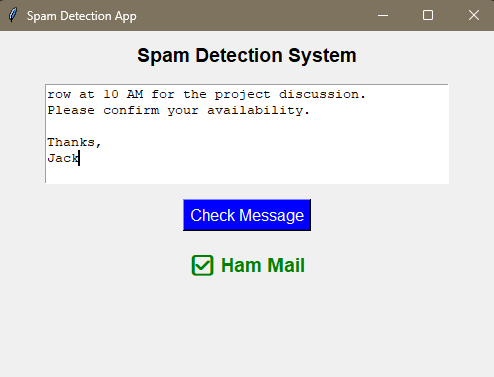 Spam Detection App
Spam Detection System
row at 10 AM for the project discussion.
Please confirm your availability.
Thanks,
Jack
Check Message
Ham Mail